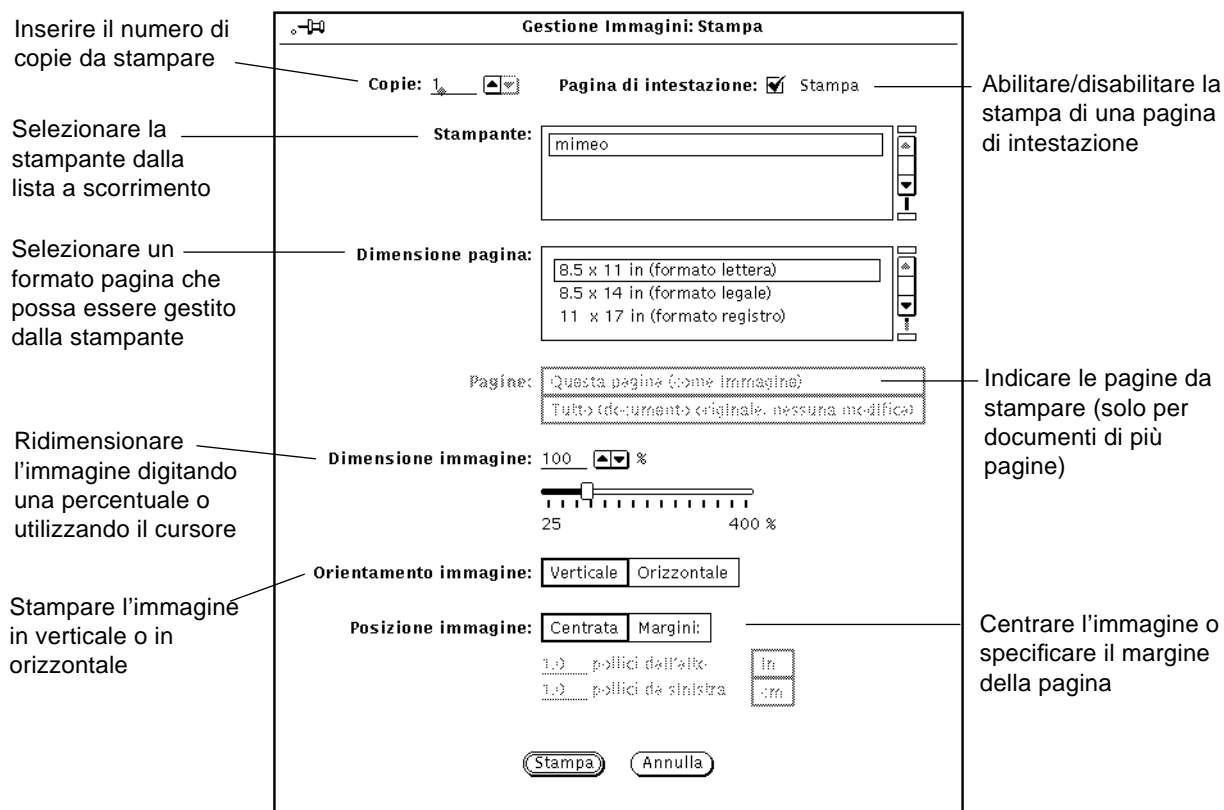 Gestione Immagini: Stampa
Inserire il numero di
copie da stampare
Copie: 1
Pagina di intestazione: Stampa
Abilitare/disabilitare la
stampa di una pagina
di intestazione
Selezionare la
stampante dalla
lista a scorrimento
Stampante:
mimeo
Selezionare un
formato pagina che
possa essere gestito
dalla stampante
Dimensione pagina:
8.5 x 11 in (formato lettera)
8.5 x 14 in (formato legale)
11 x 17 in (formato registro)
Pagine:
Questa pagina (come immagine)
Tutto (documento originale, nessuna modifica)
Indicare le pagine da
stampare (solo per
documenti di più
pagine)
Ridimensionare
l’immagine digitando
una percentuale o
utilizzando il cursore
Dimensione immagine: 100 %
25 400 %
Orientamento immagine: Verticale Orizzontale
Stampare l’immagine
in verticale o in
orizzontale
Posizione immagine: Centrata Margini:
1.0 pollici dall'alto in
1.0 pollici da sinistra cm
Centrare l’immagine o
specificare il margine
della pagina
Stampa Annulla